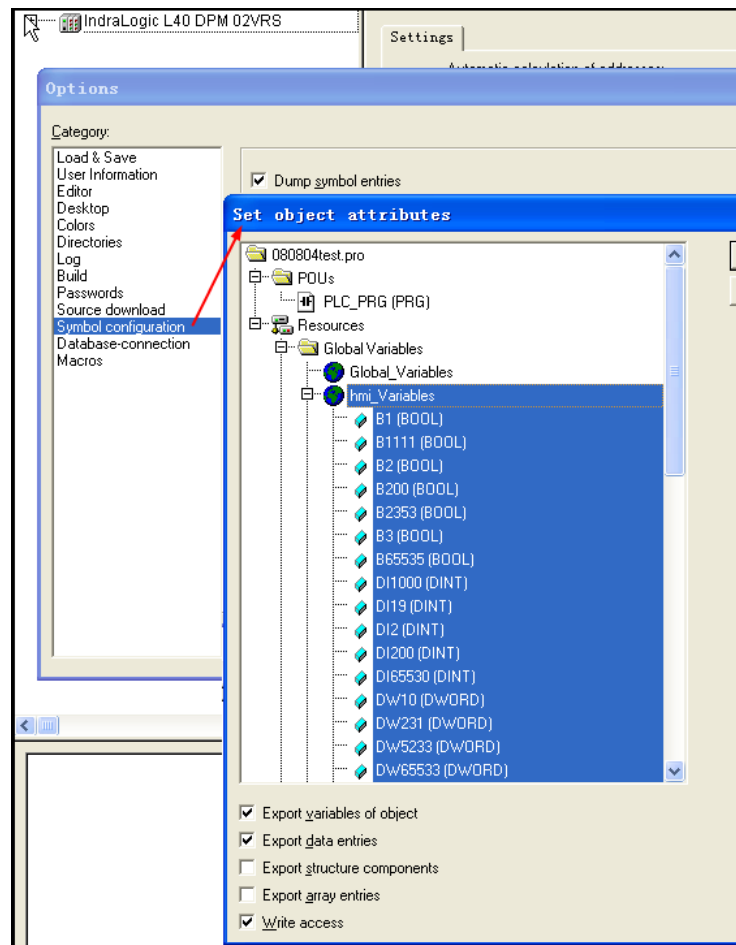 IndraLogic L40 DPM 02VRS
Settings
Options
Category:
Load & Save
User Information
Editor
Desktop
Colors
Directories
Log
Build
Passwords
Source download
Symbol configuration
Database-connection
Macros
Dump symbol entries
Set object attributes
080804test.pro
POUs
PLC_PRG (PRG)
Resources
Global Variables
Global_Variables
hmi_Variables
B1 (BOOL)
B1111 (BOOL)
B2 (BOOL)
B200 (BOOL)
B2353 (BOOL)
B3 (BOOL)
B65535 (BOOL)
DI1000 (DINT)
DI19 (DINT)
DI2 (DINT)
DI200 (DINT)
DI65530 (DINT)
DW10 (DWORD)
DW231 (DWORD)
DW5233 (DWORD)
DW65533 (DWORD)
Export variables of object
Export data entries
Export structure components
Export array entries
Write access